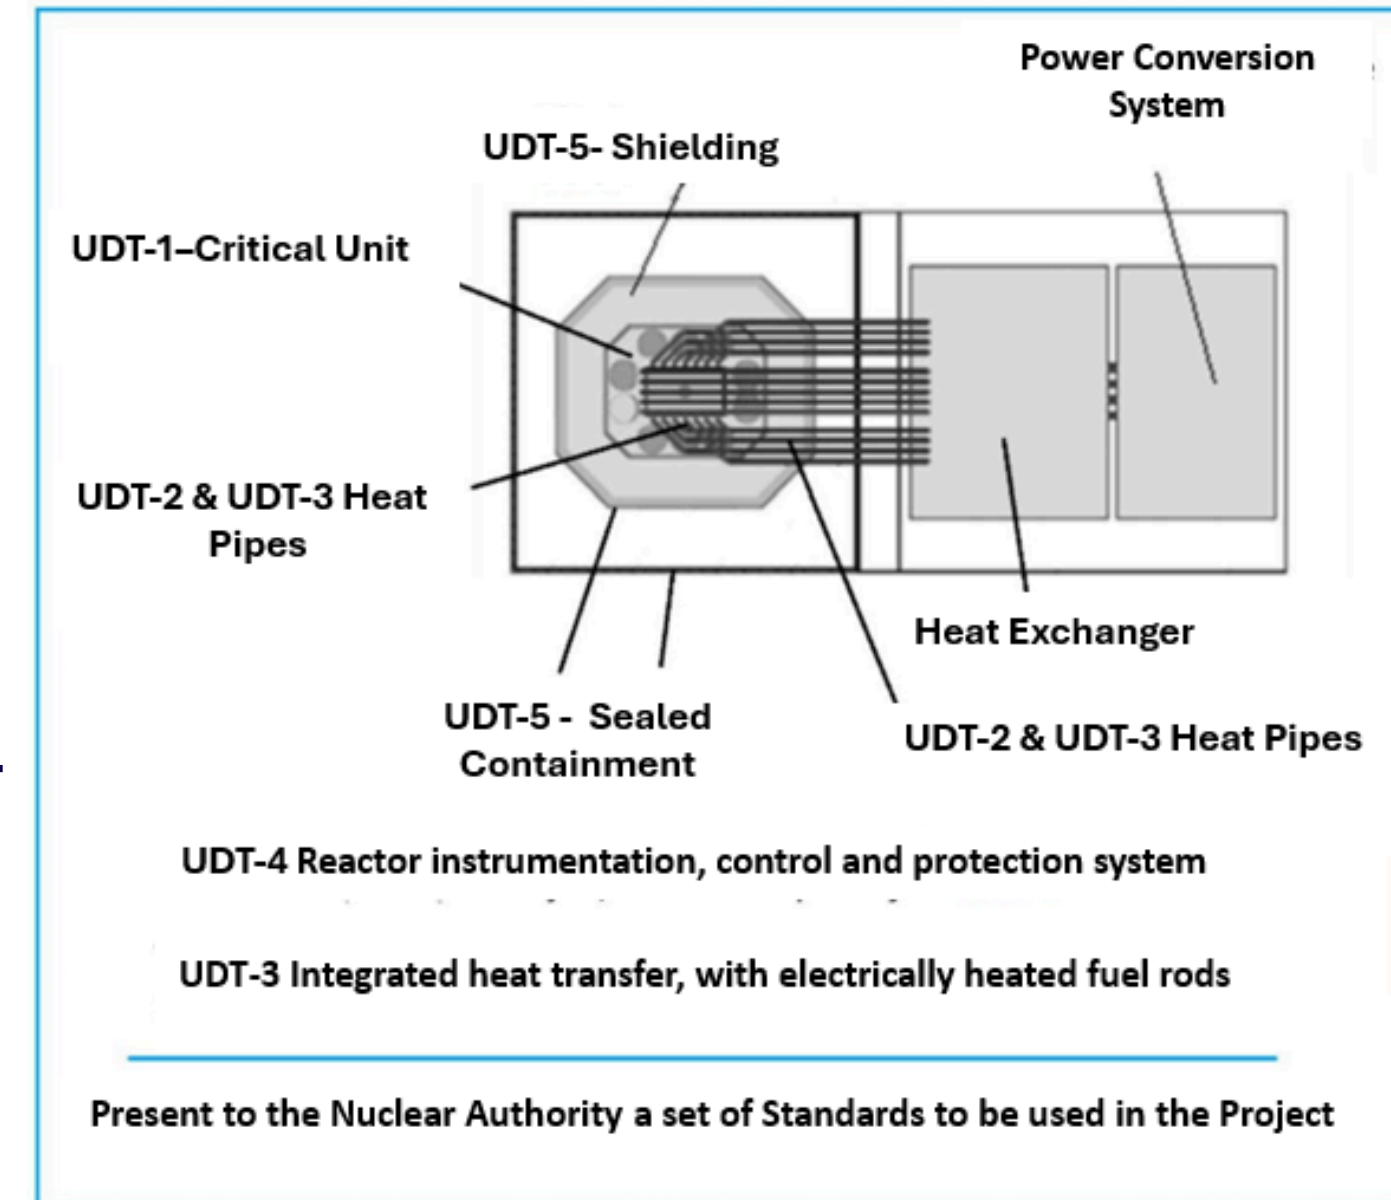 Power Conversion
System
UDT-5- Shielding
UDT-1–Critical Unit
UDT-2 & UDT-3 Heat
Pipes
Heat Exchanger
UDT-5 - Sealed
Containment
UDT-2 & UDT-3 Heat Pipes
UDT-4 Reactor instrumentation, control and protection system
UDT-3 Integrated heat transfer, with electrically heated fuel rods
Present to the Nuclear Authority a set of Standards to be used in the Project